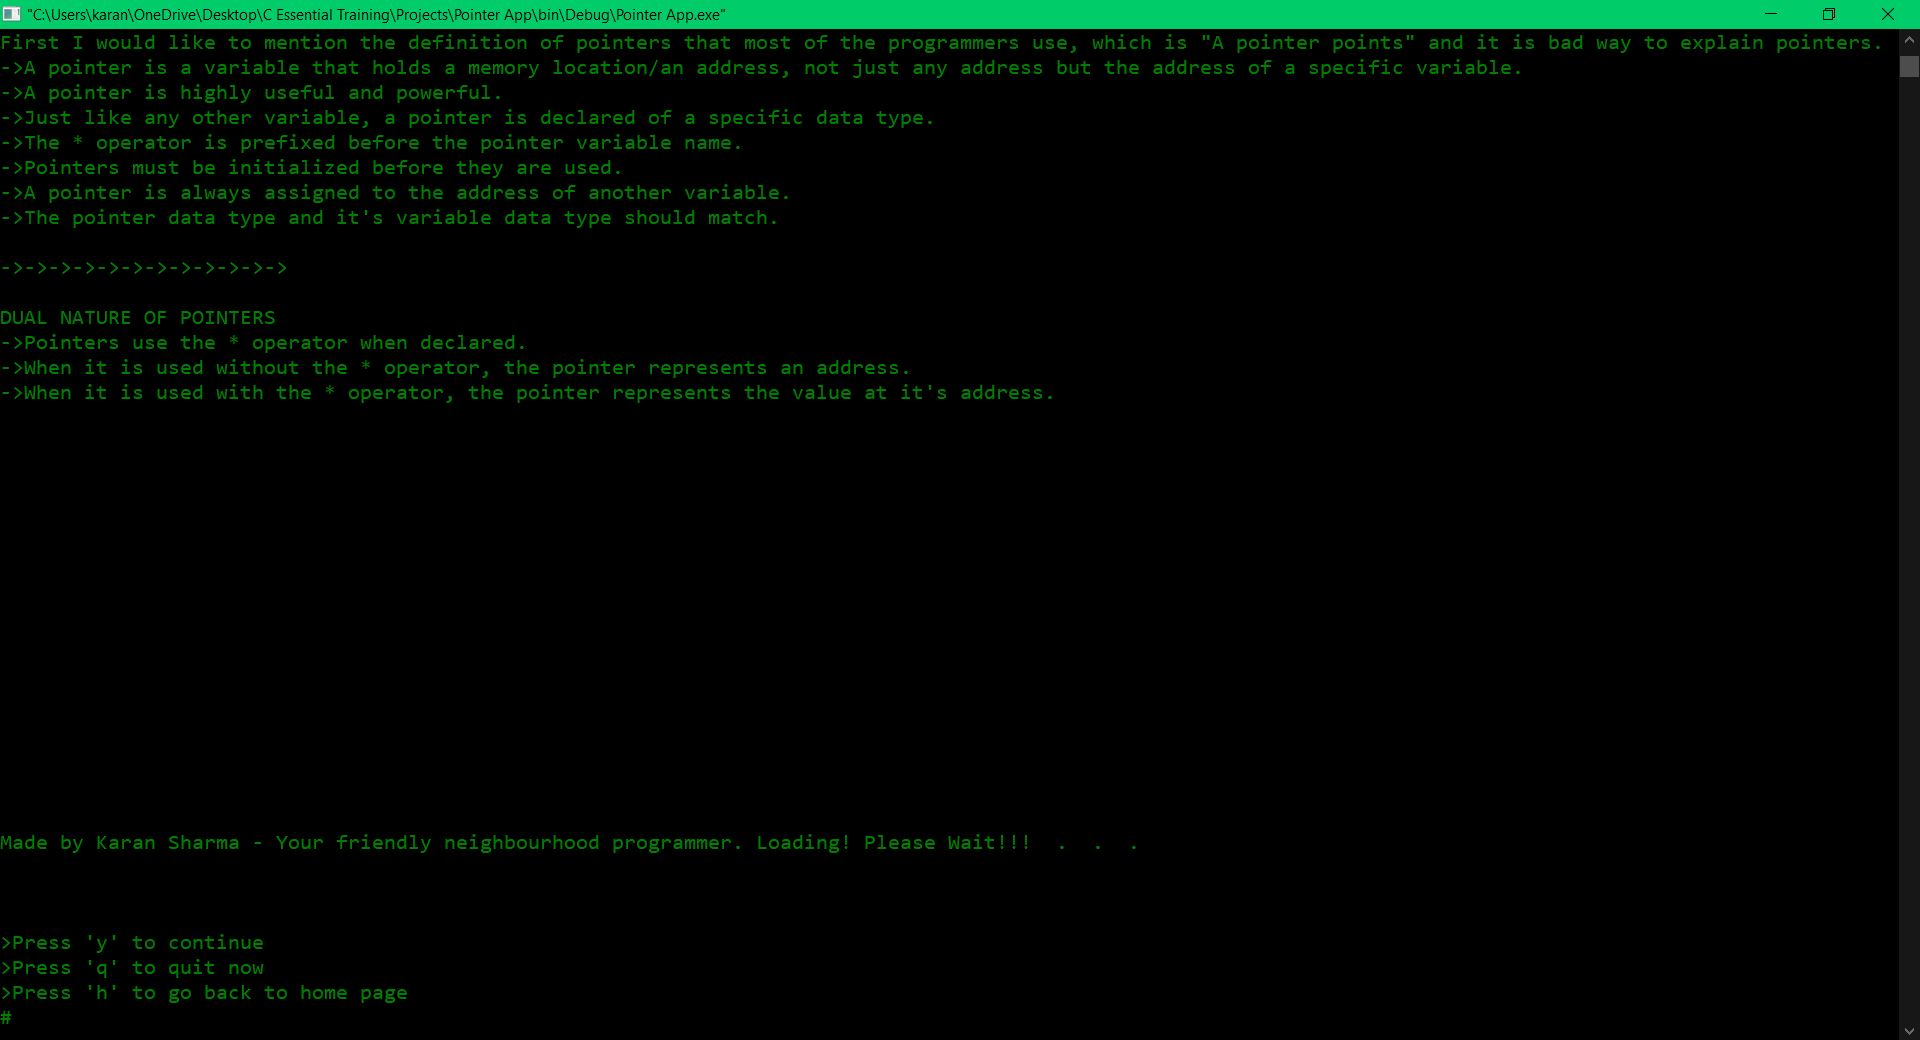 "C:\Users\karan\OneDrive\Desktop\C Essential Training\Projects\Pointer App\bin\Debug\Pointer App.exe"
First I would like to mention the definition of pointers that most of the programmers use, which is "A pointer points" and it is bad way to explain pointers.
->A pointer is a variable that holds a memory location/an address, not just any address but the address of a specific variable.
->A pointer is highly useful and powerful.
->Just like any other variable, a pointer is declared of a specific data type.
->The * operator is prefixed before the pointer variable name.
->Pointers must be initialized before they are used.
->A pointer is always assigned to the address of another variable.
->The pointer data type and it's variable data type should match.
->->->->->->->->->->->->
DUAL NATURE OF POINTERS
->Pointers use the * operator when declared.
->When it is used without the * operator, the pointer represents an address.
->When it is used with the * operator, the pointer represents the value at it's address.
Made by Karan Sharma - Your friendly neighbourhood programmer. Loading! Please Wait!!!  .  .  .
>Press 'y' to continue
>Press 'q' to quit now
>Press 'h' to go back to home page
#